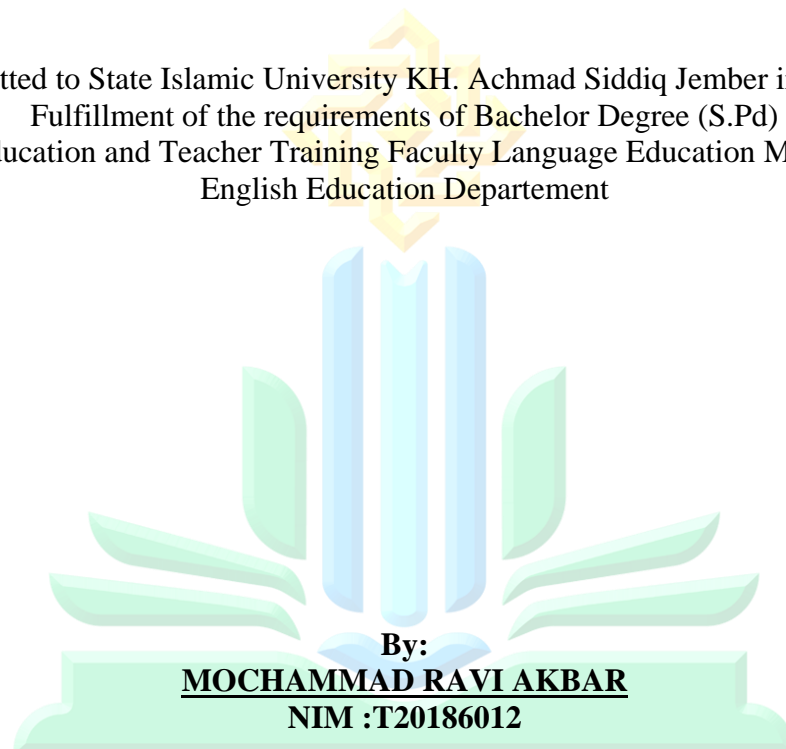 tted to State Islamic University KH. Achmad Siddiq Jember i
Fulfillment of the requirements of Bachelor Degree (S.Pd)
ducation and Teacher Training Faculty Language Education M
English Education Departement
By:
MOCHAMMAD RAVI AKBAR
NIM :T20186012